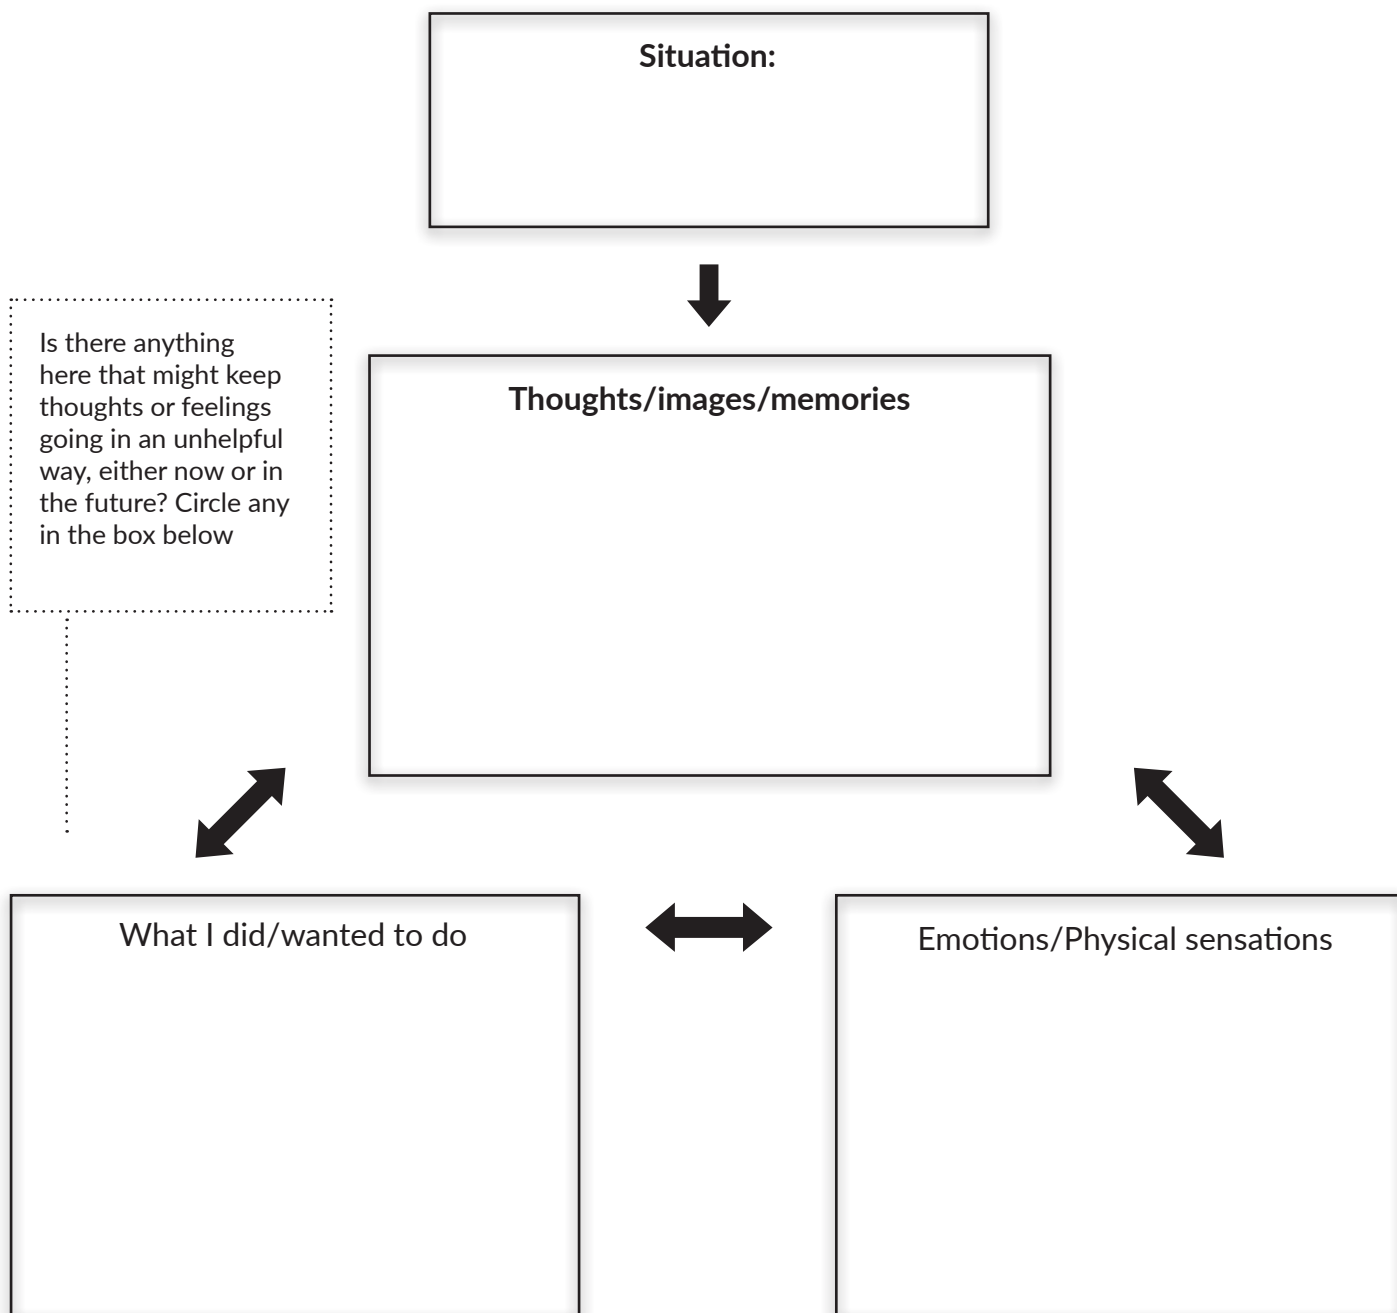 Situation:
Is there anything
here that might keep
thoughts or feelings
going in an unhelpful
way, either now or in
the future? Circle any
in the box below
Thoughts/images/memories
What I did/wanted to do
Emotions/Physical sensations